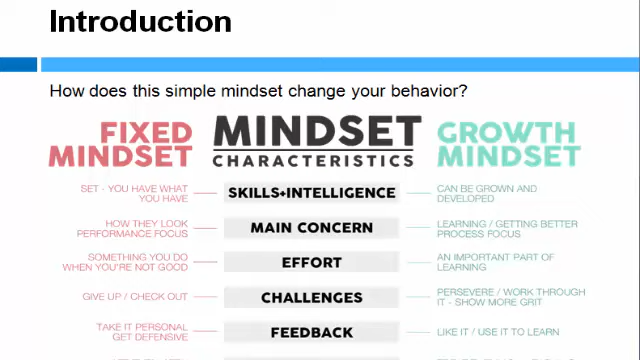 Introduction
How does this simple mindset change your behavior?
FIXED
MINDSET
MINDSET
CHARACTERISTICS
GROWTH
MINDSET
SET - YOU HAVE WHAT
YOU HAVE
SKILLS+INTELLIGENCE
CAN BE GROWN AND
DEVELOPED
HOW THEY LOOK
PERFORMANCE FOCUS
MAIN CONCERN
LEARNING / GETTING BETTER
PROCESS FOCUS
SOMETHING YOU DO
WHEN YOU'RE NOT GOOD
EFFORT
AN IMPORTANT PART OF
LEARNING
GIVE UP / CHECK OUT
CHALLENGES
PERSEVERE / WORK THROUGH
IT - SHOW MORE GRIT
TAKE IT PERSONAL
GET DEFENSIVE
FEEDBACK
LIKE IT / USE IT TO LEARN